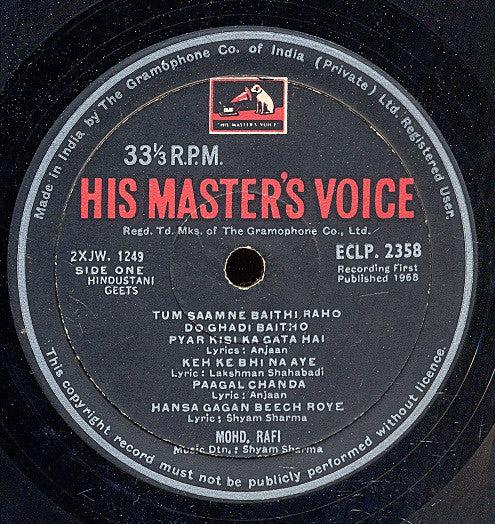 Made in India by The Gramophone Co. of India (Private) Ltd. Registered User.
"HIS MASTER'S VOICE"
33⅓ R.P.M.
HIS MASTER'S VOICE
Regd. Td. Mks. of The Gramophone Co., Ltd.
2XJW. 1249
SIDE ONE
HINDUSTANI
GEETS
ECLP. 2358
Recording First
Published 1968
TUM SAAMNE BAITHI RAHO
DO GHADI BAITHO
PYAR KISI KA GATA HAI
Lyrics : Anjaan
KEH KE BHI NA AYE
Lyric : Lakshman Shahabadi
PAAGAL CHANDA
Lyric : Anjaan
HANSA GAGAN BEECH ROYE
Lyric ; Shyam Sharma
MOHD. RAFI
Music Dtn. : Shyam Sharma
This copyright record must not be publicly performed without licence.